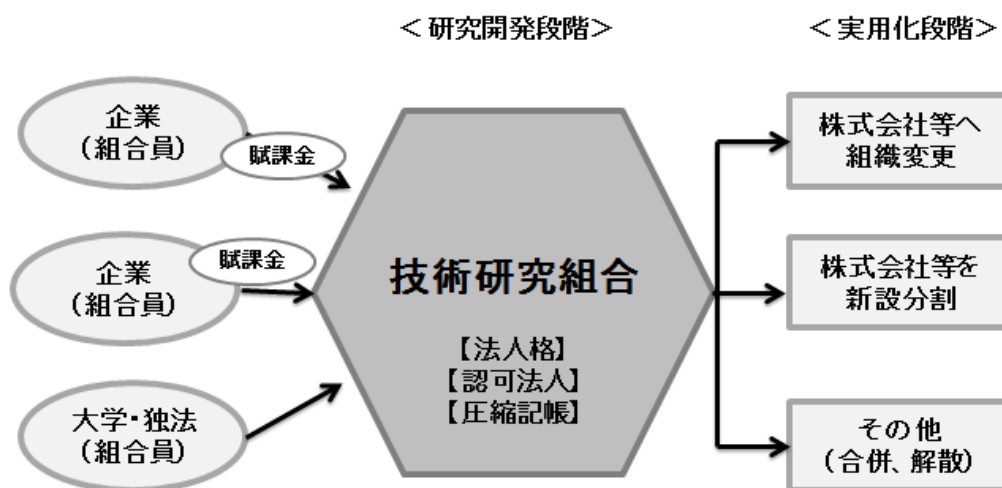 ＜研究開発段階＞
＜実用化段階＞
企業
（組合員）
賦課金
企業
（組合員）
賦課金
大学・独法
（組合員）
技術研究組合
【法人格】
【認可法人】
【圧縮記帳】
株式会社等へ
組織変更
株式会社等を
新設分割
その他
（合併、解散）